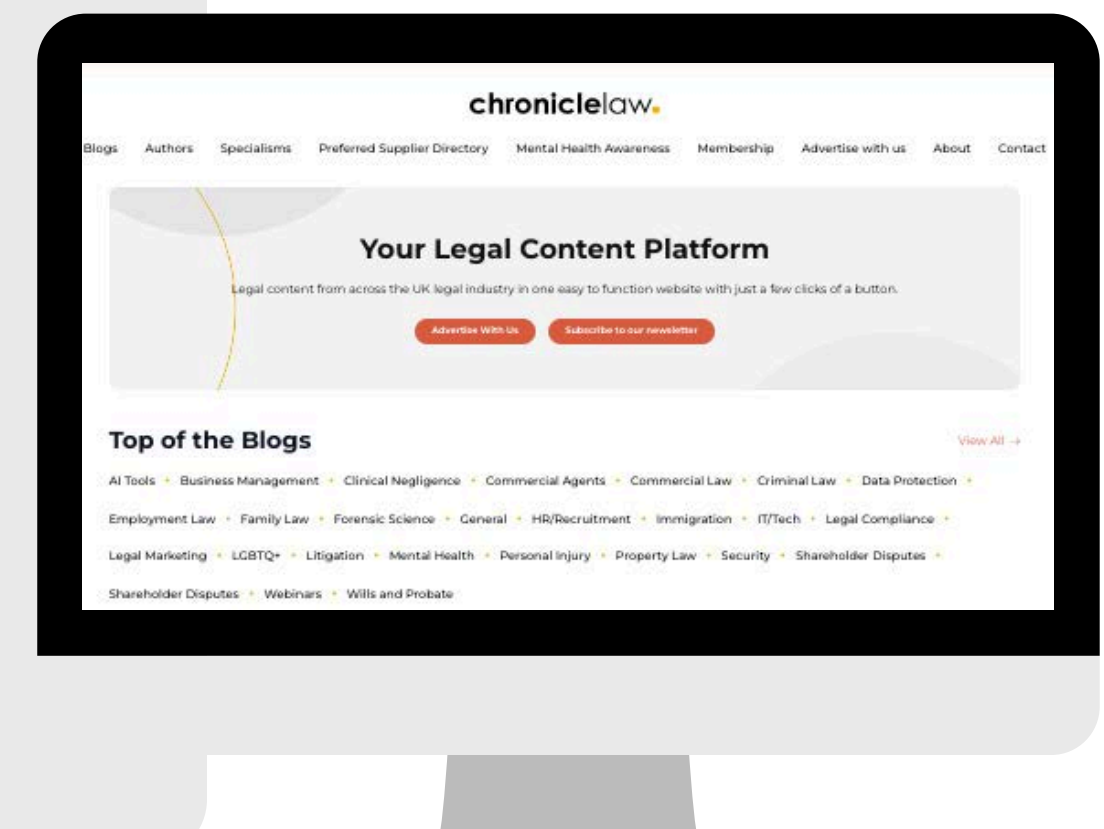 chroniclelaw.
Blogs Authors Specialisms Preferred Supplier Directory Mental Health Awareness Membership Advertise with us About Contact
Your Legal Content Platform
Legal content from across the UK legal industry in one easy to function website with just a few clicks of a button.
Advertise With Us Subscribe to our newsletter
Top of the Blogs View All →
AI Tools • Business Management • Clinical Negligence • Commercial Agents • Commercial Law • Criminal Law • Data Protection •
Employment Law • Family Law • Forensic Science • General • HR/Recruitment • Immigration • IT/Tech • Legal Compliance •
Legal Marketing • LGBTQ+ • Litigation • Mental Health • Personal Injury • Property Law • Security • Shareholder Disputes •
Shareholder Disputes • Webinars • Wills and Probate